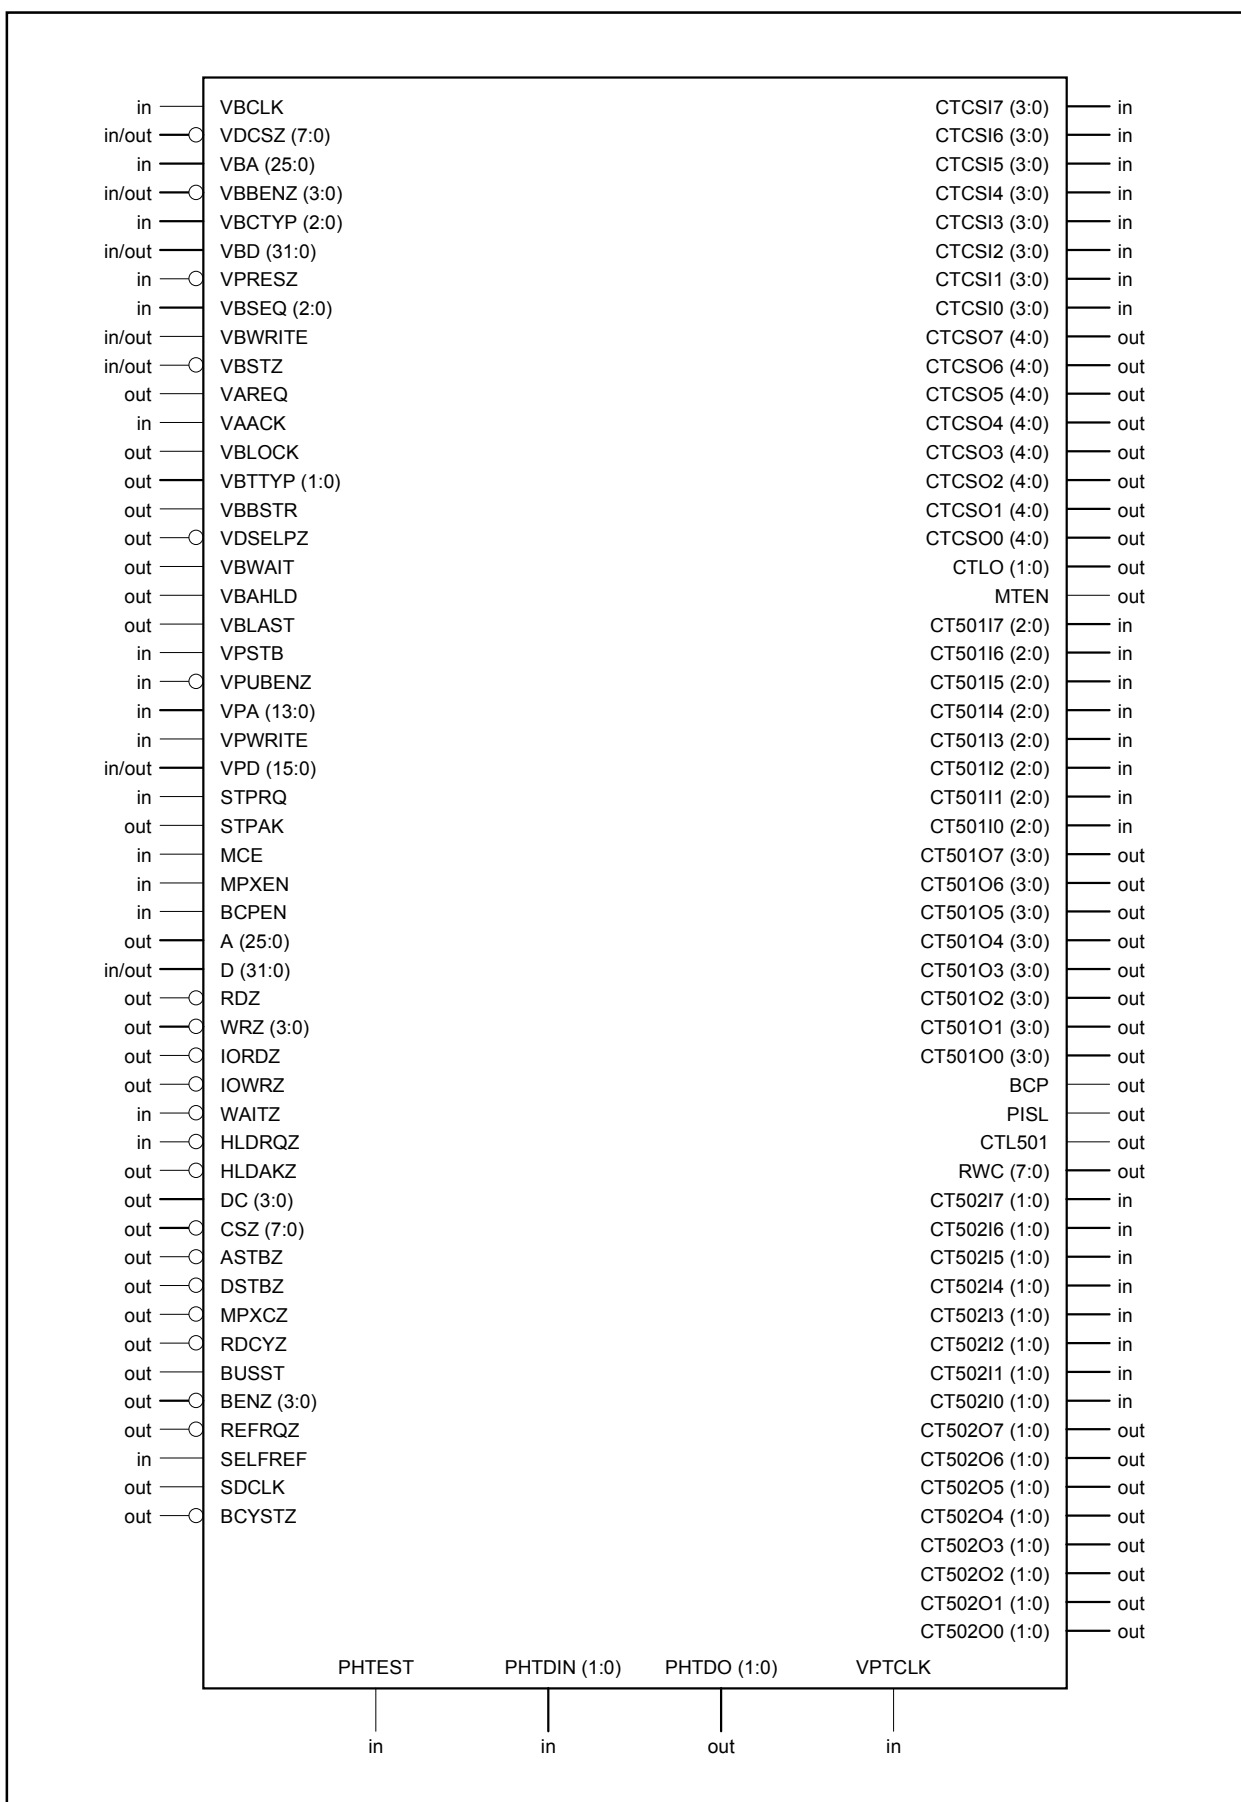 in VBCLK CTCSI7 (3:0) in
in/out VDCSZ (7:0) CTCSI6 (3:0) in
in VBA (25:0) CTCSI5 (3:0) in
in/out VBBENZ (3:0) CTCSI4 (3:0) in
in VBCTYP (2:0) CTCSI3 (3:0) in
in/out VBD (31:0) CTCSI2 (3:0) in
in VPRESZ CTCSI1 (3:0) in
in VBSEQ (2:0) CTCSI0 (3:0) in
in/out VBWRITE CTCSO7 (4:0) out
in/out VBSTZ CTCSO6 (4:0) out
out VAREQ CTCSO5 (4:0) out
in VAACK CTCSO4 (4:0) out
out VBLOCK CTCSO3 (4:0) out
out VBTTYP (1:0) CTCSO2 (4:0) out
out VBBSTR CTCSO1 (4:0) out
out VDSELPZ CTCSO0 (4:0) out
out VBWAIT CTLO (1:0) out
out VBAHLD MTEN out
out VBLAST CT501I7 (2:0) in
in VPSTB CT501I6 (2:0) in
in VPUBENZ CT501I5 (2:0) in
in VPA (13:0) CT501I4 (2:0) in
in VPWRITE CT501I3 (2:0) in
in/out VPD (15:0) CT501I2 (2:0) in
in STPRQ CT501I1 (2:0) in
out STPAK CT501I0 (2:0) in
in MCE CT501O7 (3:0) out
in MPXEN CT501O6 (3:0) out
in BCPEN CT501O5 (3:0) out
out A (25:0) CT501O4 (3:0) out
in/out D (31:0) CT501O3 (3:0) out
out RDZ CT501O2 (3:0) out
out WRZ (3:0) CT501O1 (3:0) out
out IORDZ CT501O0 (3:0) out
out IOWRZ BCP out
in WAITZ PISL out
in HLDRQZ CTL501 out
out HLDAKZ RWC (7:0) out
out DC (3:0) CT502I7 (1:0) in
out CSZ (7:0) CT502I6 (1:0) in
out ASTBZ CT502I5 (1:0) in
out DSTBZ CT502I4 (1:0) in
out MPXCZ CT502I3 (1:0) in
out RDCYZ CT502I2 (1:0) in
out BUSST CT502I1 (1:0) in
out BENZ (3:0) CT502I0 (1:0) in
out REFRQZ CT502O7 (1:0) out
in SELFREF CT502O6 (1:0) out
out SDCLK CT502O5 (1:0) out
out BCYSTZ CT502O4 (1:0) out
CT502O3 (1:0) out
CT502O2 (1:0) out
CT502O1 (1:0) out
CT502O0 (1:0) out
PHTEST PHTDIN (1:0) PHTDO (1:0) VPTCLK
in in out in